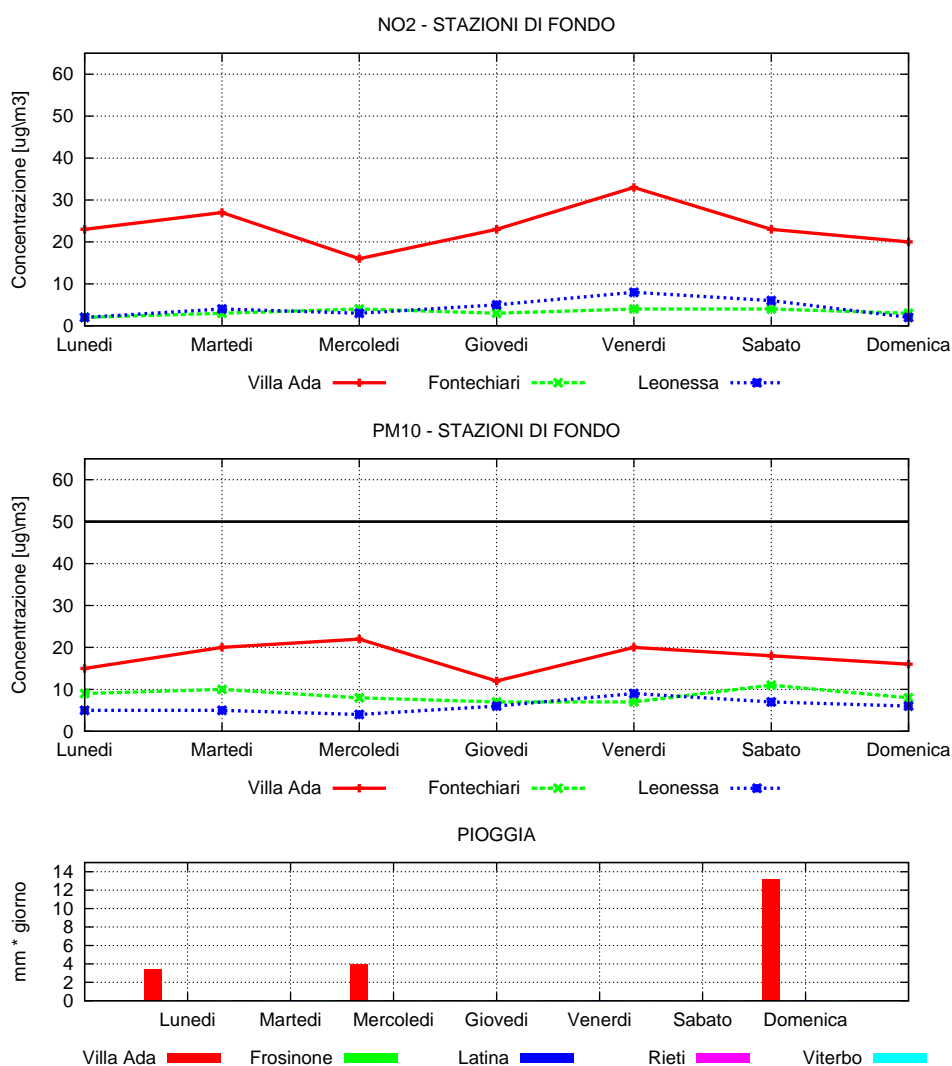 NO2 - STAZIONI DI FONDO
Concentrazione [ug\m3]
60
50
40
30
20
10
0
Lunedi Martedi Mercoledi Giovedi Venerdi Sabato Domenica
Villa Ada Fontechiari Leonessa
PM10 - STAZIONI DI FONDO
Concentrazione [ug\m3]
60
50
40
30
20
10
0
Lunedi Martedi Mercoledi Giovedi Venerdi Sabato Domenica
Villa Ada Fontechiari Leonessa
PIOGGIA
mm * giorno
14
12
10
8
6
4
2
0
Lunedi Martedi Mercoledi Giovedi Venerdi Sabato Domenica
Villa Ada Frosinone Latina Rieti Viterbo